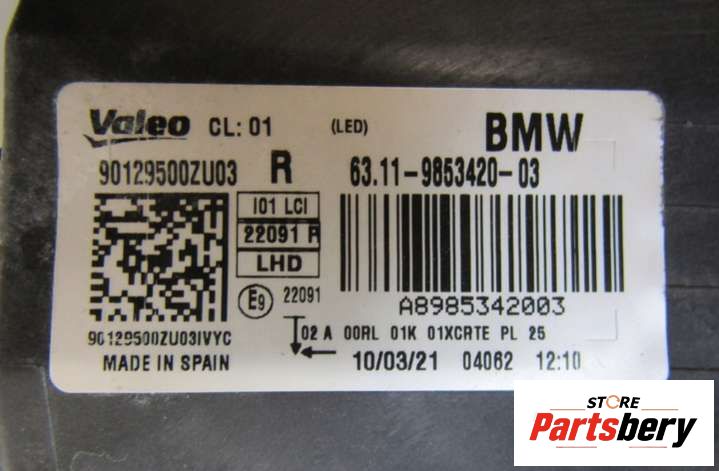 Valeo CL: 01 (LED) BMW
90129500ZU03 R 63.11-9853420-03
I01 LCI
22091 R
LHD
E9 22091 A8985342003
90129500ZU03IVYC 02 A 00RL 01K 01XCRTE PL 25
MADE IN SPAIN 10/03/21 04062 12:10
STORE
Partsbery